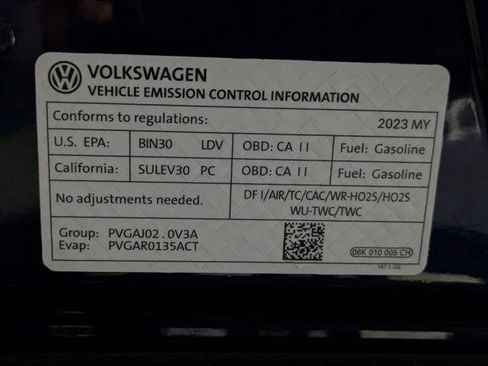 VOLKSWAGEN
VEHICLE EMISSION CONTROL INFORMATION
Conforms to regulations: 2023 MY
U.S. EPA: BIN30 LDV OBD: CA II Fuel: Gasoline
California: SULEV30 PC OBD: CA II Fuel: Gasoline
No adjustments needed. DFI/AIR/TC/CAC/WR-HO2S/HO2S
WU-TWC/TWC
Group: PVGAJ02.0V3A
Evap: PVGAR0135ACT
06K 010 005 CH